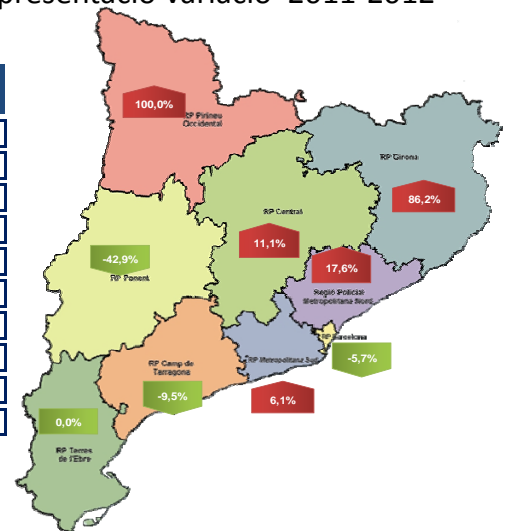 presentació variació 2011-2012
100,0%
RP Pirineu
Occidental
RP Girona
86,2%
RP Central
11,1%
17,6%
Regió Policial
Metropolitana Nord
-42,9%
RP Ponent
RP Barcelona
-5,7%
RP Metropolitana Sud
6,1%
RP Camp de
Tarragona
-9,5%
0,0%
RP Terres
de l'Ebre